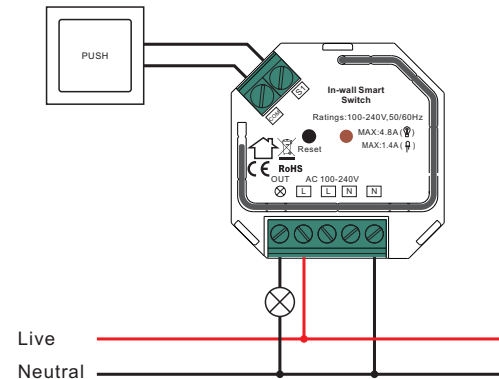 PUSH
COM
S1
In-wall Smart
Switch
Ratings:100-240V,50/60Hz
MAX:4.8A ( )
MAX:1.4A ( )
Reset
CE RoHS
OUT AC 100-240V
L L N N
Live
Neutral